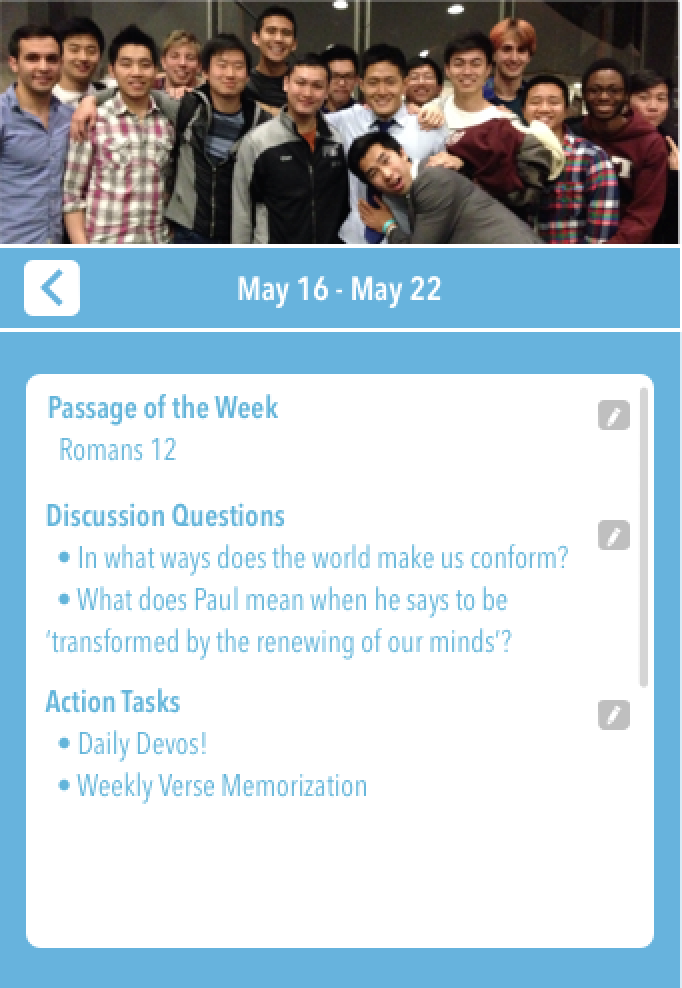 May 16 - May 22
Passage of the Week
Romans 12
Discussion Questions
• In what ways does the world make us conform?
• What does Paul mean when he says to be
'transformed by the renewing of our minds'?
Action Tasks
• Daily Devos!
• Weekly Verse Memorization